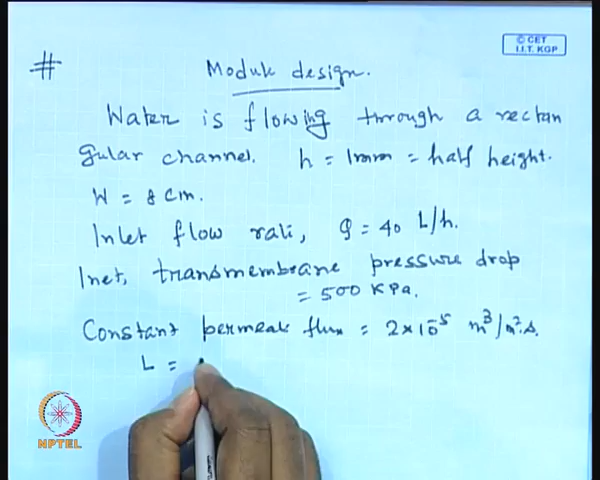 © CET
I.I.T. KGP
# Module design.
Water is flowing through a rectan
gular channel. h = 1mm = half height.
W = 8 cm.
Inlet flow rate, Q = 40 L/h.
Inet, transmembrane pressure drop
= 500 KPa.
Constant permeate flux = 2×10⁻⁵ m³/m².s.
L =
NPTEL